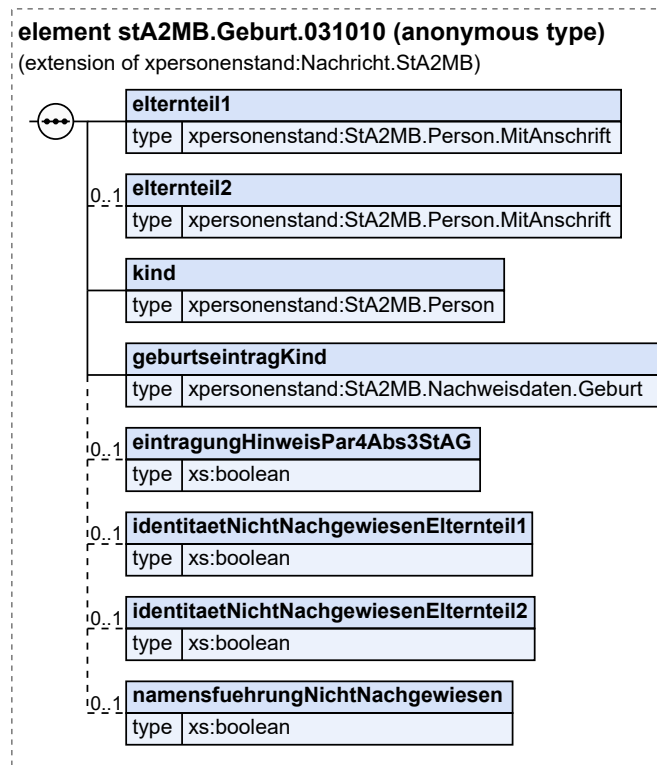 element stA2MB.Geburt.031010 (anonymous type)
(extension of xpersonenstand:Nachricht.StA2MB)
elternteil1
type xpersonenstand:StA2MB.Person.MitAnschrift
0..1
elternteil2
type xpersonenstand:StA2MB.Person.MitAnschrift
kind
type xpersonenstand:StA2MB.Person
geburtseintragKind
type xpersonenstand:StA2MB.Nachweisdaten.Geburt
0..1
eintragungHinweisPar4Abs3StAG
type xs:boolean
0..1
identitaetNichtNachgewiesenElternteil1
type xs:boolean
0..1
identitaetNichtNachgewiesenElternteil2
type xs:boolean
0..1
namensfuehrungNichtNachgewiesen
type xs:boolean